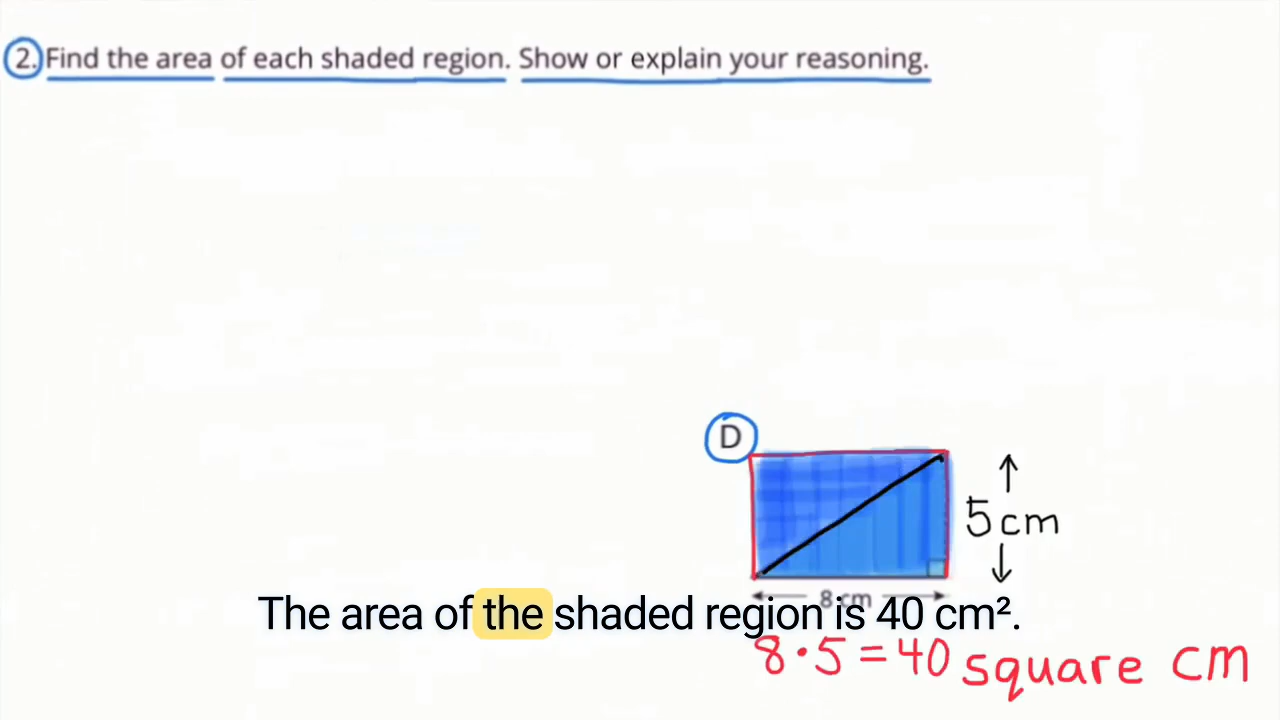 2. Find the area of each shaded region. Show or explain your reasoning.
D
5 cm
8 cm
The area of the shaded region is 40 cm².
8·5=40 square cm